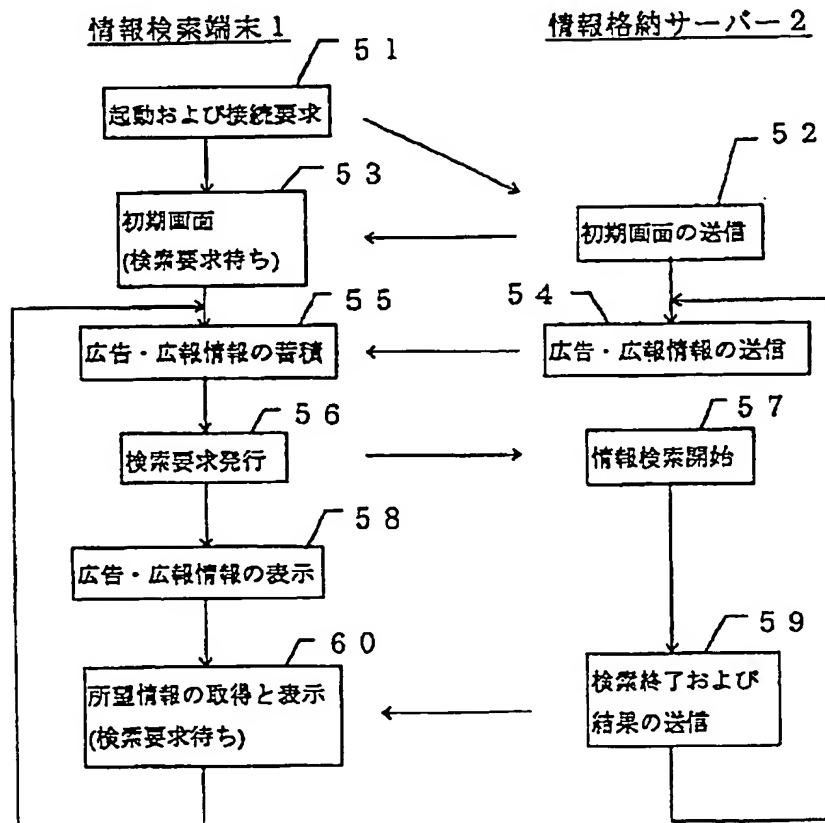 情報検索端末1
情報格納サーバー2
51
起動および接続要求
52
53
初期画面
(検索要求待ち)
初期画面の送信
55
54
広告・広報情報の蓄積
広告・広報情報の送信
56
57
検索要求発行
情報検索開始
58
広告・広報情報の表示
59
60
所望情報の取得と表示
(検索要求待ち)
検索終了および
結果の送信